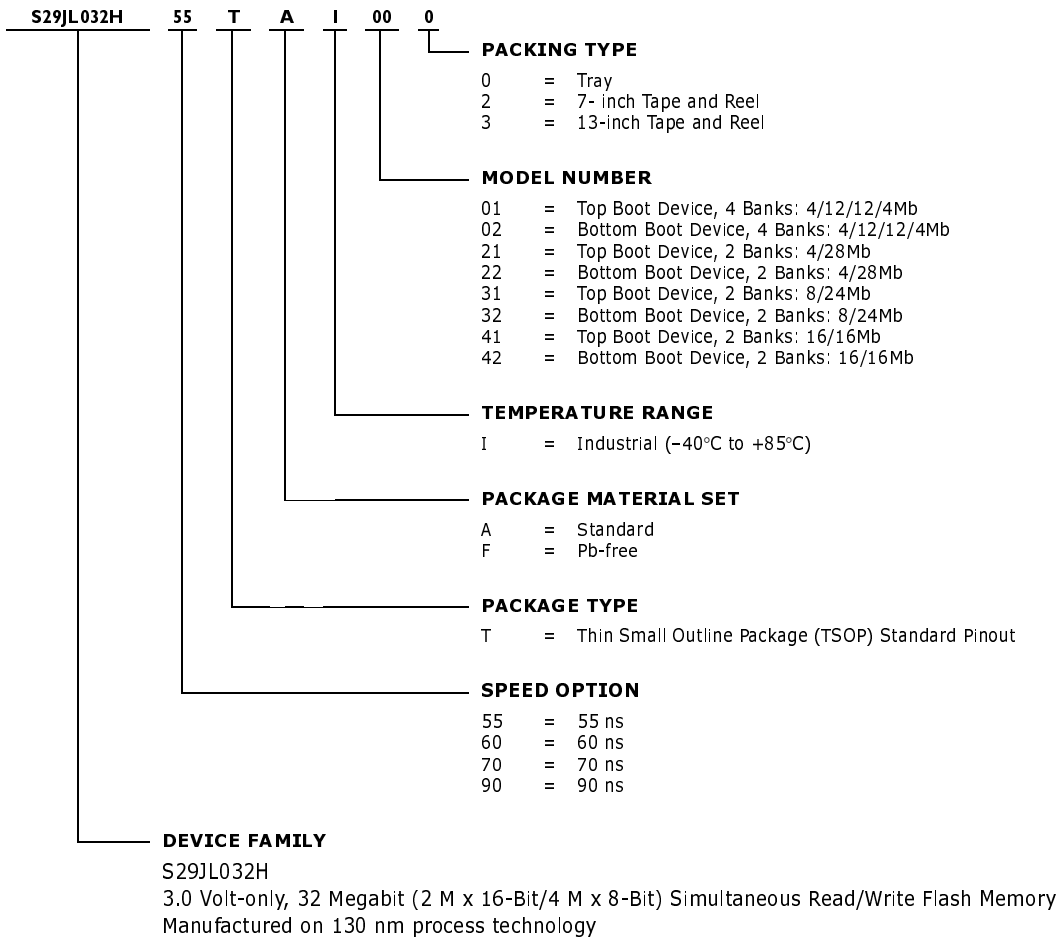 S29JL032H 55 T A I 00 0
PACKING TYPE
0 = Tray
2 = 7- inch Tape and Reel
3 = 13-inch Tape and Reel
MODEL NUMBER
01 = Top Boot Device, 4 Banks: 4/12/12/4Mb
02 = Bottom Boot Device, 4 Banks: 4/12/12/4Mb
21 = Top Boot Device, 2 Banks: 4/28Mb
22 = Bottom Boot Device, 2 Banks: 4/28Mb
31 = Top Boot Device, 2 Banks: 8/24Mb
32 = Bottom Boot Device, 2 Banks: 8/24Mb
41 = Top Boot Device, 2 Banks: 16/16Mb
42 = Bottom Boot Device, 2 Banks: 16/16Mb
TEMPERATURE RANGE
I = Industrial (–40°C to +85°C)
PACKAGE MATERIAL SET
A = Standard
F = Pb-free
PACKAGE TYPE
T = Thin Small Outline Package (TSOP) Standard Pinout
SPEED OPTION
55 = 55 ns
60 = 60 ns
70 = 70 ns
90 = 90 ns
DEVICE FAMILY
S29JL032H
3.0 Volt-only, 32 Megabit (2 M x 16-Bit/4 M x 8-Bit) Simultaneous Read/Write Flash Memory
Manufactured on 130 nm process technology